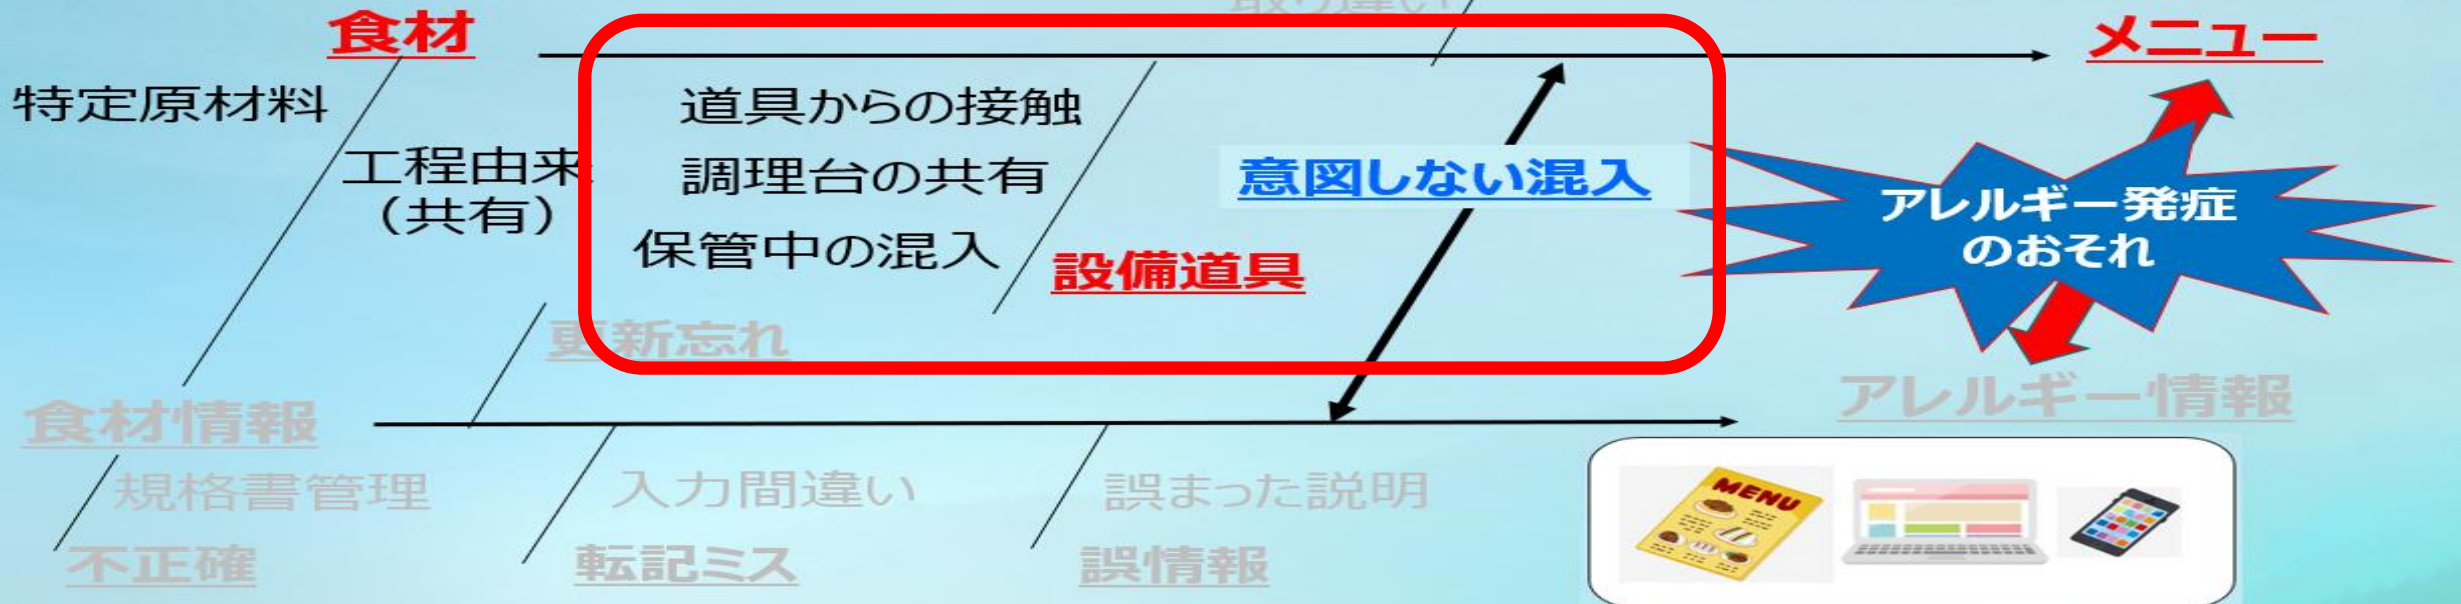 取り違い
食材
メニュー
特定原材料
道具からの接触
工程由来
（共有）
調理台の共有
意図しない混入
アレルギー発症
のおそれ
保管中の混入
設備道具
更新忘れ
食材情報
アレルギー情報
規格書管理
入力間違い
誤まった説明
MENU
不正確
転記ミス
誤情報